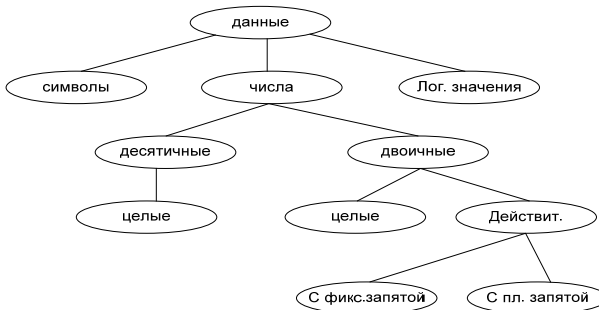 данные
символы
числа
Лог. значения
десятичные
двоичные
целые
целые
Действит.
С фикс.запятой
С пл. запятой